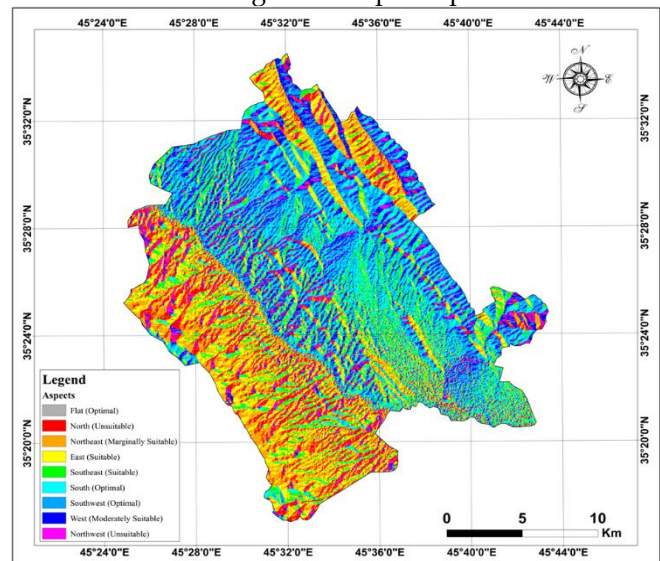 45°24'0"E 45°28'0"E 45°32'0"E 45°36'0"E 45°40'0"E 45°44'0"E
N
W E
S
35°32'0"N 35°32'0"N
35°28'0"N 35°28'0"N
35°24'0"N 35°24'0"N
35°20'0"N 35°20'0"N
Legend
Aspects
Flat (Optimal)
North (Unsuitable)
Northeast (Marginally Suitable)
East (Suitable)
Southeast (Suitable)
South (Optimal)
Southwest (Optimal)
West (Moderately Suitable)
Northwest (Unsuitable)
0 5 10
Km
45°24'0"E 45°28'0"E 45°32'0"E 45°36'0"E 45°40'0"E 45°44'0"E